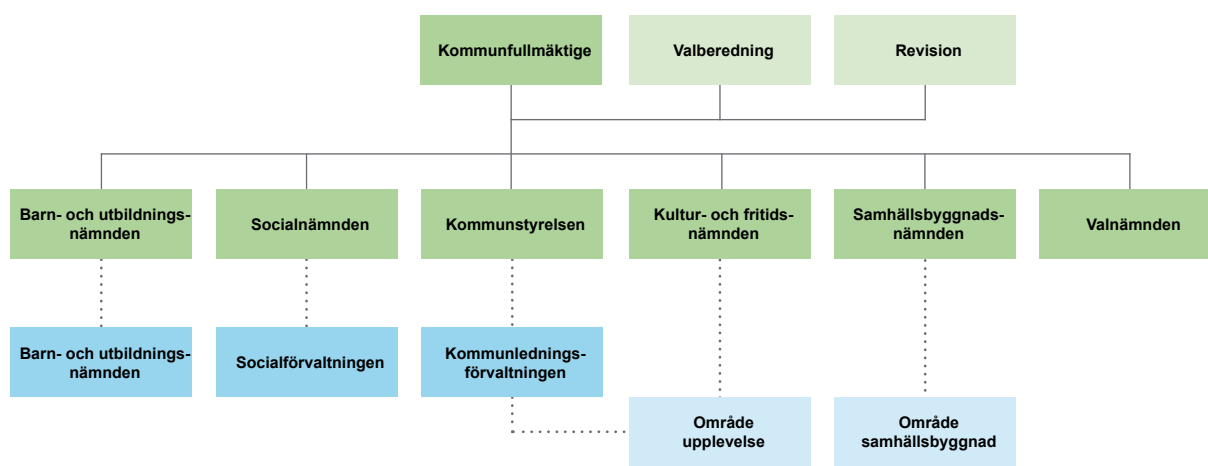 Kommunfullmäktige
Valberedning
Revision
Barn- och utbildnings-
nämnden
Socialnämnden
Kommunstyrelsen
Kultur- och fritids-
nämnden
Samhällsbyggnads-
nämnden
Valnämnden
Barn- och utbildnings-
nämnden
Socialförvaltningen
Kommunlednings-
förvaltningen
Område
upplevelse
Område
samhällsbyggnad